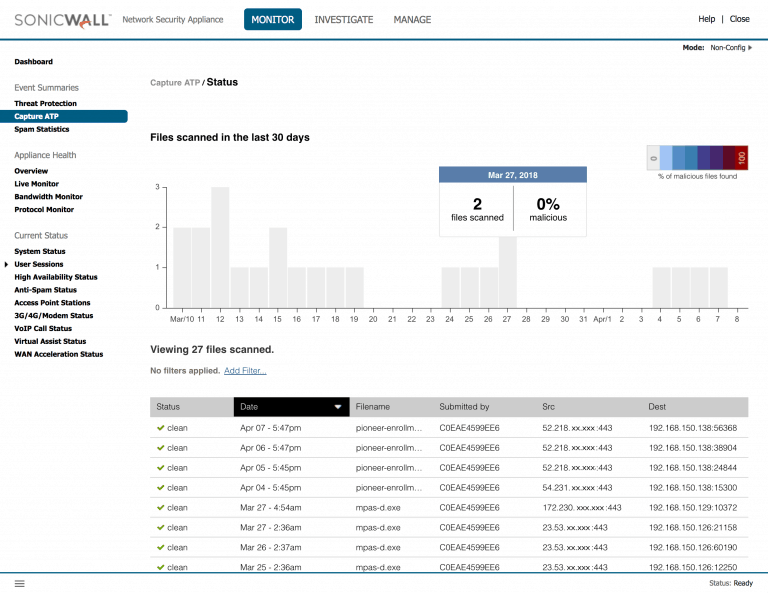 SONICWALL™ Network Security Appliance MONITOR INVESTIGATE MANAGE Help | Close
Mode: Non-Config
Dashboard
Event Summaries
Threat Protection
Capture ATP
Spam Statistics
Appliance Health
Overview
Live Monitor
Bandwidth Monitor
Protocol Monitor
Current Status
System Status
User Sessions
High Availability Status
Anti-Spam Status
Access Point Stations
3G/4G/Modem Status
VoIP Call Status
Virtual Assist Status
WAN Acceleration Status
Capture ATP / Status
Files scanned in the last 30 days
0 100
% of malicious files found
Mar 27, 2018
2 0%
files scanned malicious
3
2
1
0
Mar/10 11 12 13 14 15 16 17 18 19 20 21 22 23 24 25 26 27 28 29 30 31 Apr/1 2 3 4 5 6 7 8
Viewing 27 files scanned.
No filters applied. Add Filter...
Status Date Filename Submitted by Src Dest
clean Apr 07 - 5:47pm pioneer-enrollm... C0EAE4599EE6 52.218.xx.xxx:443 192.168.150.138:56368
clean Apr 06 - 5:47pm pioneer-enrollm... C0EAE4599EE6 52.218.xx.xxx:443 192.168.150.138:38904
clean Apr 05 - 5:45pm pioneer-enrollm... C0EAE4599EE6 52.218.xx.xxx:443 192.168.150.138:24844
clean Apr 04 - 5:45pm pioneer-enrollm... C0EAE4599EE6 54.231.xx.xxx:443 192.168.150.138:15300
clean Mar 27 - 4:54am mpas-d.exe C0EAE4599EE6 172.230.xxx.xxx:443 192.168.150.129:10372
clean Mar 27 - 2:36am mpas-d.exe C0EAE4599EE6 23.53.xx.xxx:443 192.168.150.126:21158
clean Mar 26 - 2:37am mpas-d.exe C0EAE4599EE6 23.53.xx.xxx:443 192.168.150.126:60190
clean Mar 25 - 2:36am mpas-d.exe C0EAE4599EE6 23.53.xx.xxx:443 192.168.150.126:12250
Status: Ready